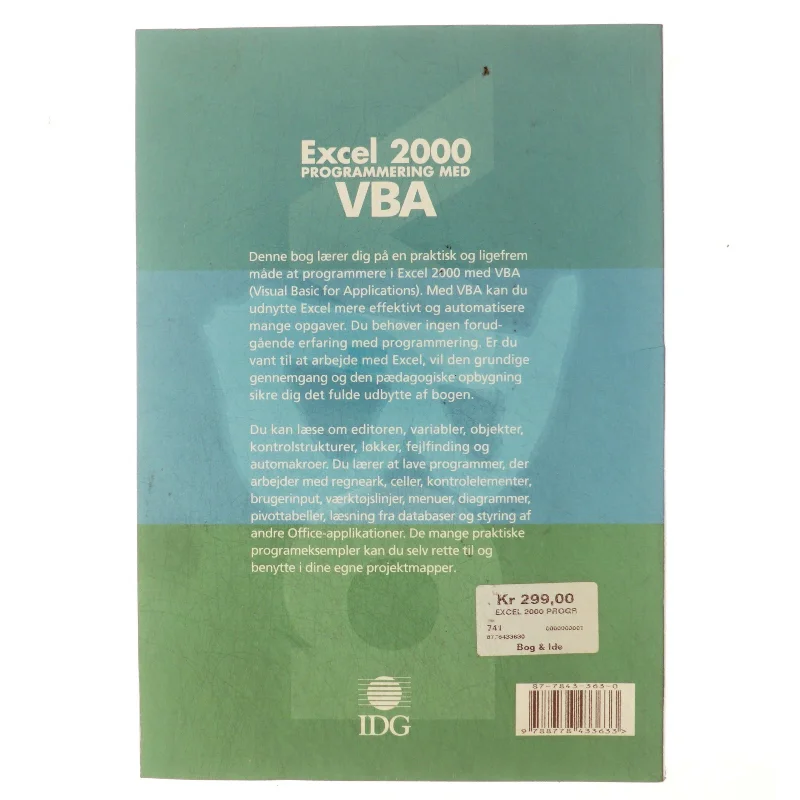 Excel 2000
PROGRAMMERING MED
VBA
Denne bog lærer dig på en praktisk og ligefrem
måde at programmere i Excel 2000 med VBA
(Visual Basic for Applications). Med VBA kan du
udnytte Excel mere effektivt og automatisere
mange opgaver. Du behøver ingen forud-
gående erfaring med programmering. Er du
vant til at arbejde med Excel, vil den grundige
gennemgang og den pædagogiske opbygning
sikre dig det fulde udbytte af bogen.
Du kan læse om editoren, variabler, objekter,
kontrolstrukturer, løkker, fejlfinding og
automakroer. Du lærer at lave programmer, der
arbejder med regneark, celler, kontrolelementer,
brugerinput, værktøjslinjer, menuer, diagrammer,
pivottabeller, læsning fra databaser og styring af
andre Office-applikationer. De mange praktiske
programeksempler kan du selv rette til og
benytte i dine egne projektmapper.
Kr 299,00
EXCEL 2000 PROGR
Bog & Ide
87-7843-363-0
9 788778 433633 >
IDG